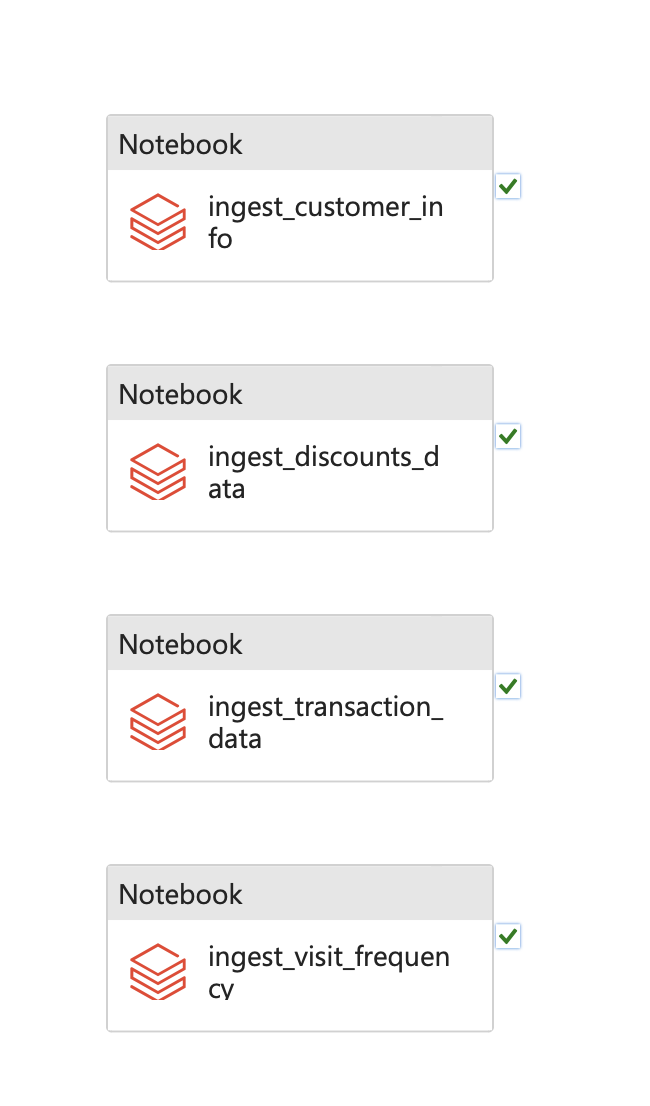 Notebook
ingest_customer_in
fo
Notebook
ingest_discounts_d
ata
Notebook
ingest_transaction_
data
Notebook
ingest_visit_frequen
cy